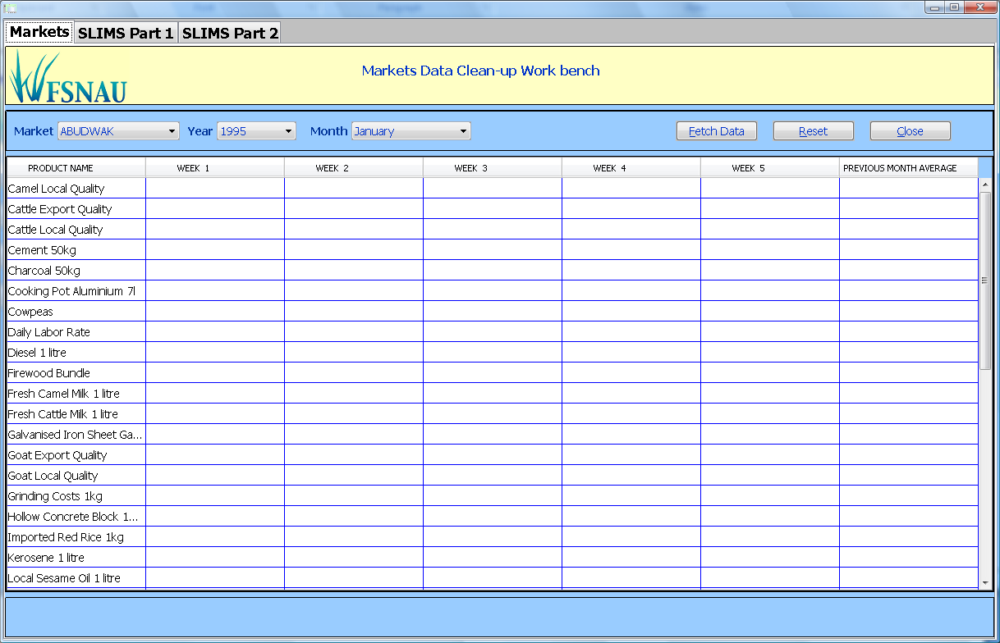 Markets SLIMS Part 1 SLIMS Part 2
FSNAU
Markets Data Clean-up Work bench
Market ABUDWAK Year 1995 Month January Fetch Data Reset Close
PRODUCT NAME WEEK 1 WEEK 2 WEEK 3 WEEK 4 WEEK 5 PREVIOUS MONTH AVERAGE
Camel Local Quality
Cattle Export Quality
Cattle Local Quality
Cement 50kg
Charcoal 50kg
Cooking Pot Aluminium 7l
Cowpeas
Daily Labor Rate
Diesel 1 litre
Firewood Bundle
Fresh Camel Milk 1 litre
Fresh Cattle Milk 1 litre
Galvanised Iron Sheet Ga...
Goat Export Quality
Goat Local Quality
Grinding Costs 1kg
Hollow Concrete Block 1...
Imported Red Rice 1kg
Kerosene 1 litre
Local Sesame Oil 1 litre